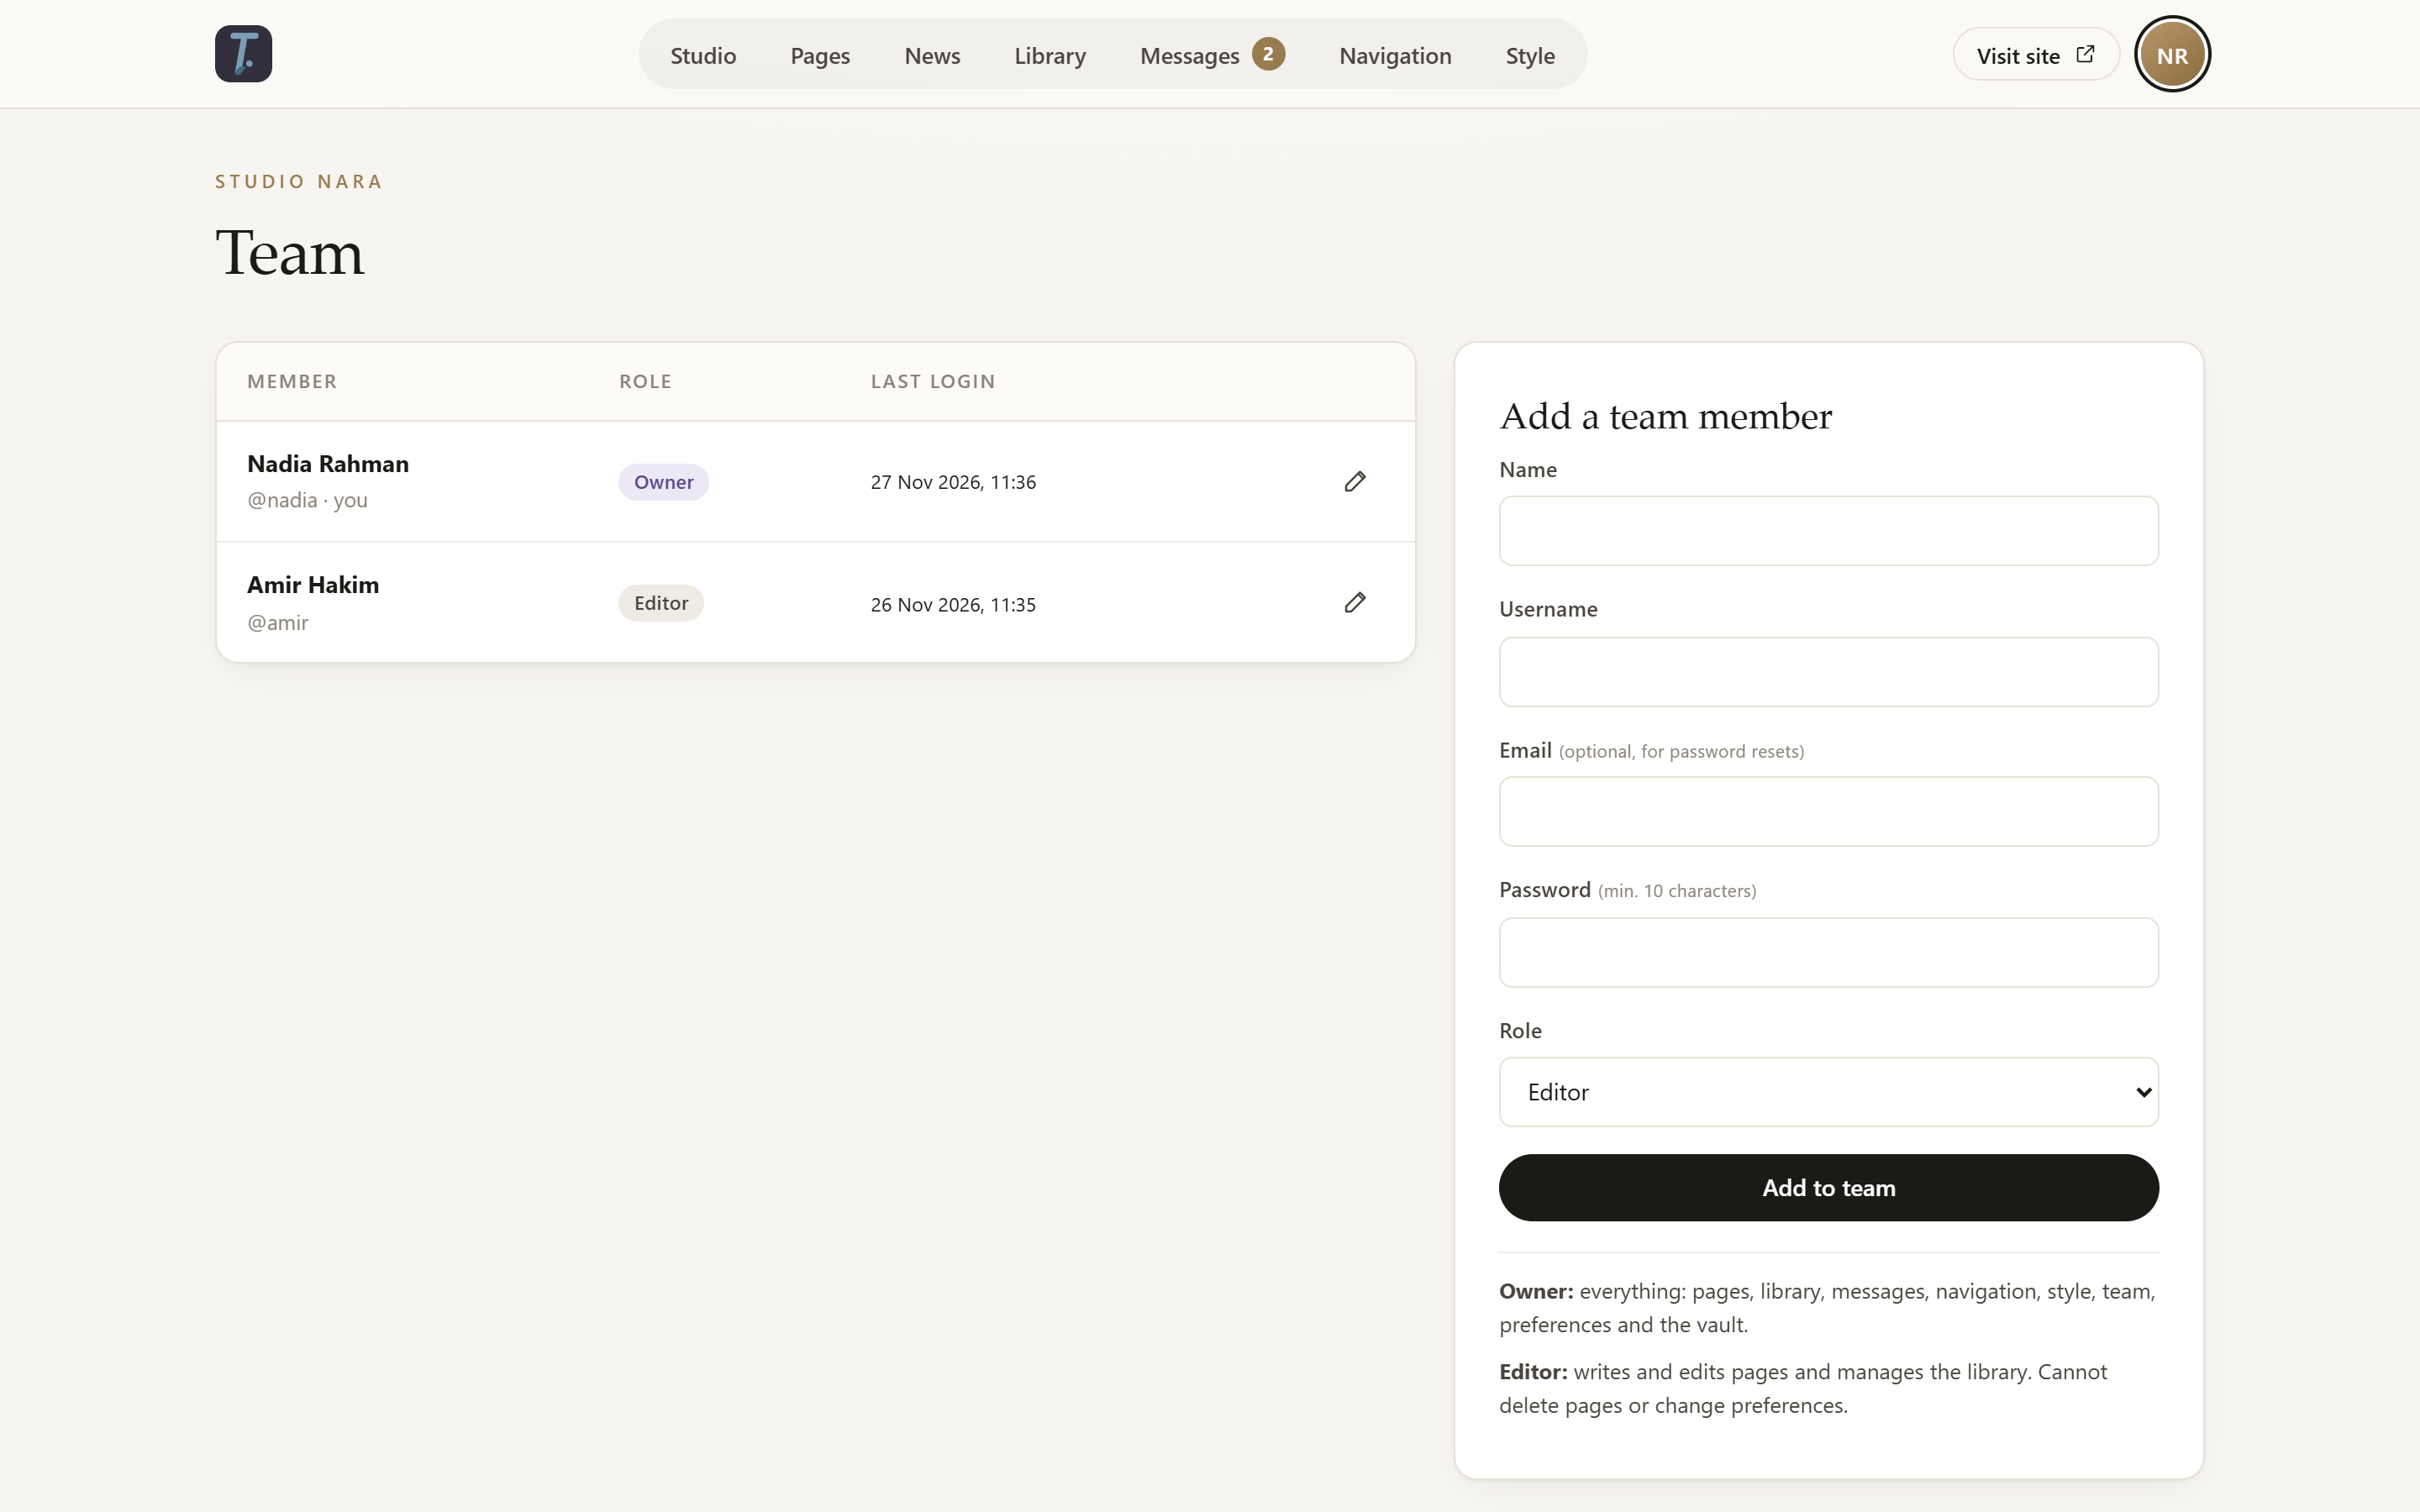 T.
Studio
Pages
News
Library
Messages 2
Navigation
Style
Visit site
NR
STUDIO NARA
Team
MEMBER
ROLE
LAST LOGIN
Nadia Rahman
@nadia · you
Owner
27 Nov 2026, 11:36
Amir Hakim
@amir
Editor
26 Nov 2026, 11:35
Add a team member
Name
Username
Email (optional, for password resets)
Password (min. 10 characters)
Role
Editor
Add to team
Owner: everything: pages, library, messages, navigation, style, team,
preferences and the vault.
Editor: writes and edits pages and manages the library. Cannot
delete pages or change preferences.